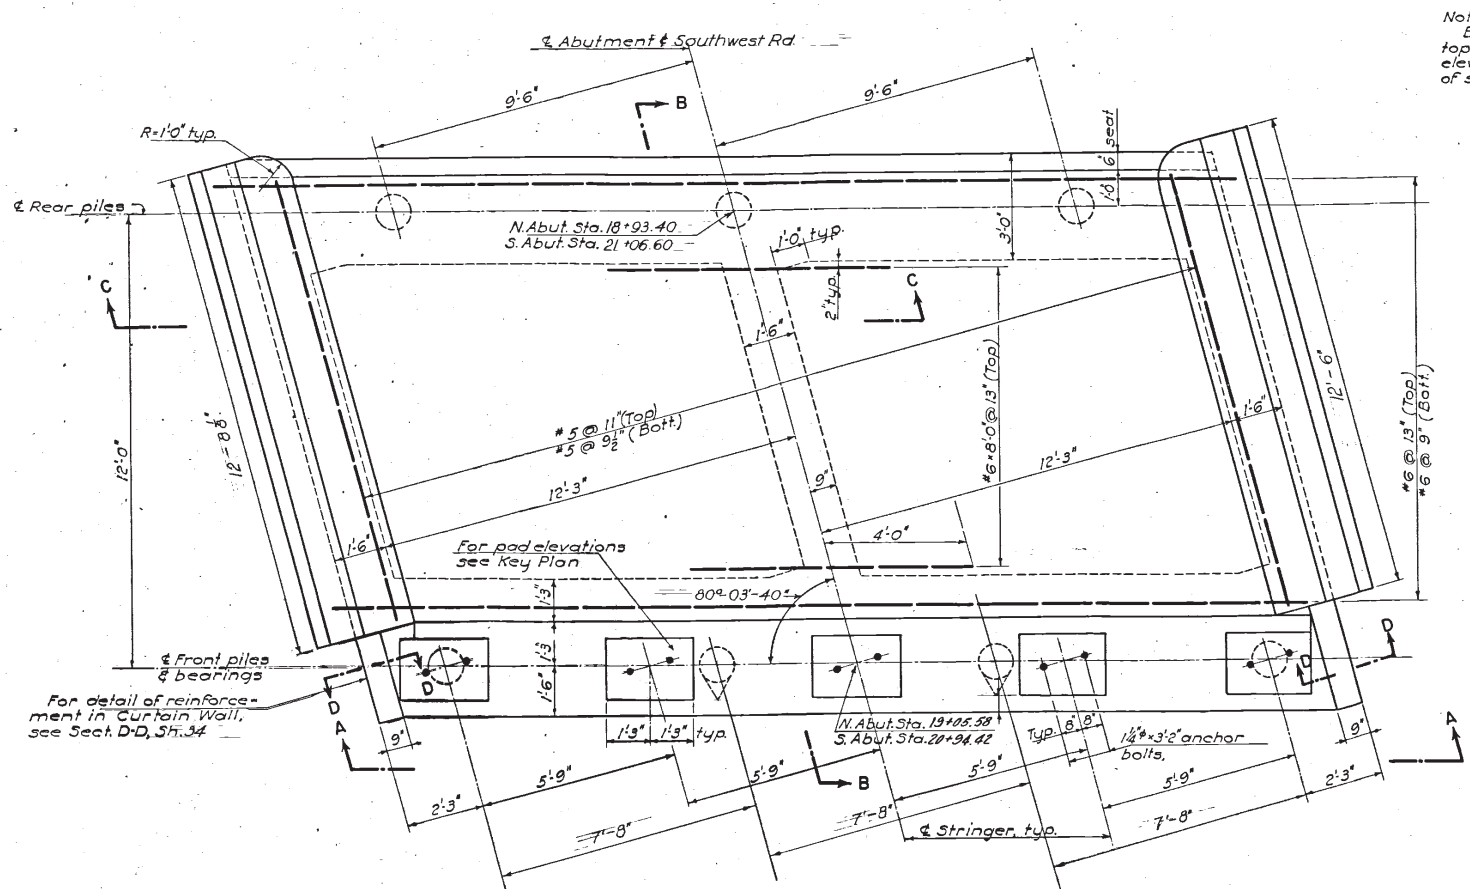 ℄ Abutment & Southwest Rd.
Not
top
elev
of s
9'-6"
9'-6"
B
R=1'-0" typ.
6" seat
1'-0"
℄ Rear piles
N. Abut. Sta. 18+93.40
S. Abut. Sta. 21+06.60
1'-0" typ.
3'-0"
2" typ.
C
C
1'-6"
#6 x 8'-0" @ 13" (Top)
12'-6"
#6 @ 13" (Top)
#6 @ 9" (Bott.)
1'-6"
#5 @ 11" (Top)
#5 @ 9½" (Bott.)
12'-0"
12'-8⅛"
12'-3"
12'-3"
9"
4'-0"
1'-6"
For pad elevations
see Key Plan
80°-03'-40"
1'-3"
1'-3"
1'-6"
℄ Front piles
& bearings
For detail of reinforce-
ment in Curtain Wall,
see Sect. D-D, Sh. 34
D
D
D
D
A
A
9"
1'-3"
1'-3" typ.
N. Abut. Sta. 19+05.58
S. Abut. Sta. 20+94.42
Typ. 8" 8"
1¼"ø x 3'-2" anchor
bolts.
9"
2'-3"
5'-9"
5'-9"
B
5'-9"
5'-9"
2'-3"
7'-8"
7'-8"
℄ Stringer, typ.
7'-8"